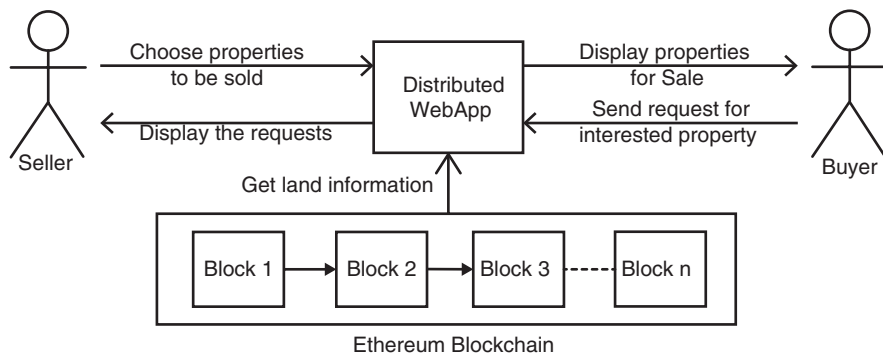 Choose properties
to be sold
Display the requests
Seller
Distributed
WebApp
Display properties
for Sale
Send request for
interested property
Buyer
Get land information
Block 1
Block 2
Block 3
Block n
Ethereum Blockchain